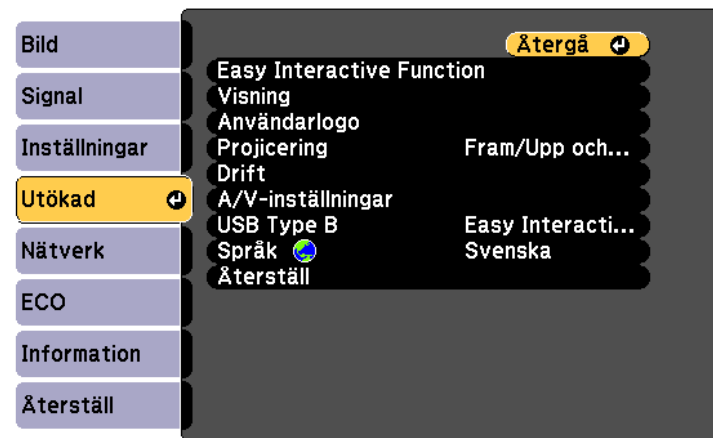 Bild
Signal
Inställningar
Utökad
Nätverk
ECO
Information
Återställ
Återgå
Easy Interactive Function
Visning
Användarlogo
Projicering Fram/Upp och...
Drift
A/V-inställningar
USB Type B Easy Interacti...
Språk Svenska
Återställ